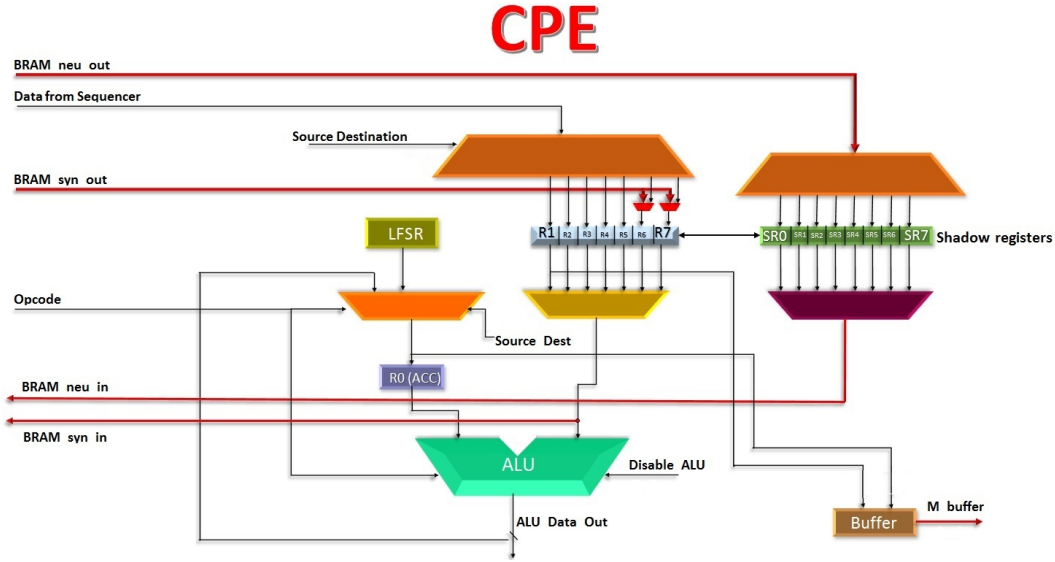 CPE
BRAM neu out
Data from Sequencer
Source Destination
BRAM syn out
R1 R2 R3 R4 R5 R6 R7
SR0 SR1 SR2 SR3 SR4 SR5 SR6 SR7
Shadow registers
LFSR
Opcode
Source Dest
R0 (ACC)
BRAM neu in
BRAM syn in
ALU
Disable ALU
M buffer
Buffer
ALU Data Out